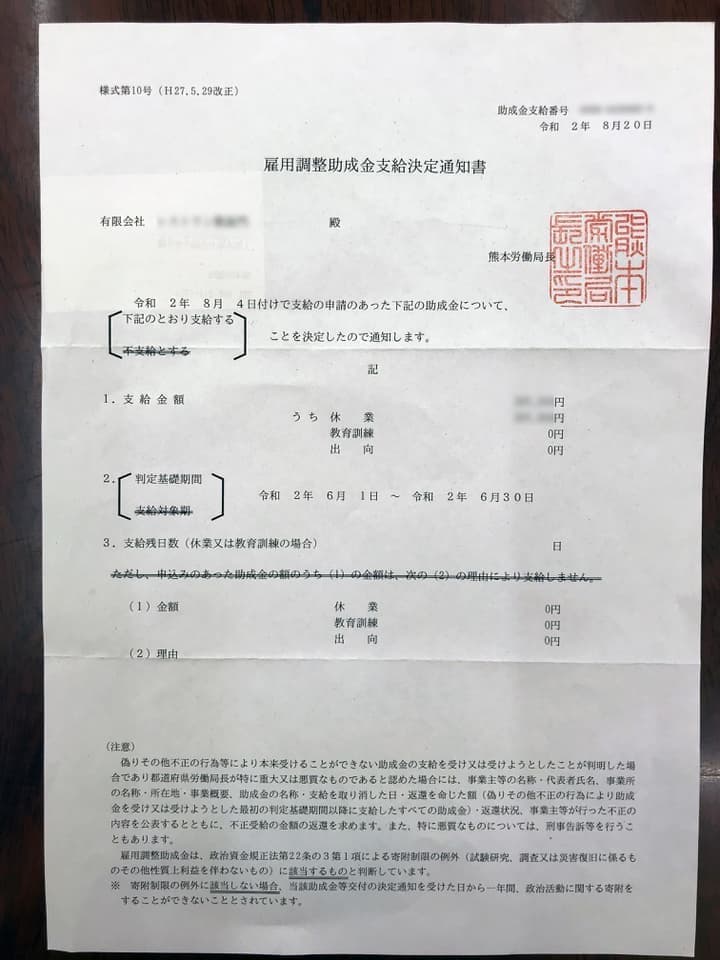 様式第10号（H27.5.29改正）
助成金支給番号
令和　２年　８月２０日
雇用調整助成金支給決定通知書
有限会社　殿
熊本労働局長
熊本労働局長之印
令和　２年　８月　４日付けで支給の申請のあった下記の助成金について、
下記のとおり支給する
ことを決定したので通知します。
不支給とする
記
１．支給金額　円
うち　休　業　円
教育訓練　０円
出　向　０円
２．判定基礎期間
令和　２年　６月　１日　～　令和　２年　６月３０日
支給対象期
３．支給残日数（休業又は教育訓練の場合）　日
ただし、申込みのあった助成金の額のうち（１）の金額は、次の（２）の理由により支給しません。
（１）金額　休　業　０円
教育訓練　０円
出　向　０円
（２）理由
（注意）
偽りその他不正の行為等により本来受けることができない助成金の支給を受け又は受けようとしたことが判明した場
合であり都道府県労働局長が特に重大又は悪質なものであると認めた場合には、事業主等の名称・代表者氏名、事業所
の名称・所在地・事業概要、助成金の名称・支給を取り消した日・返還を命じた額（偽りその他不正の行為により助成
金を受け又は受けようとした最初の判定基礎期間以降に支給したすべての助成金）・返還状況、事業主等が行った不正の
内容を公表するとともに、不正受給の金額の返還を求めます。また、特に悪質なものについては、刑事告訴等を行うこ
ともあります。
雇用調整助成金は、政治資金規正法第22条の３第１項による寄附制限の例外（試験研究、調査又は災害復旧に係るも
のその他性質上利益を伴わないもの）に該当するものと判断しています。
※　寄附制限の例外に該当しない場合、当該助成金等交付の決定通知を受けた日から一年間、政治活動に関する寄附を
することができないこととされています。